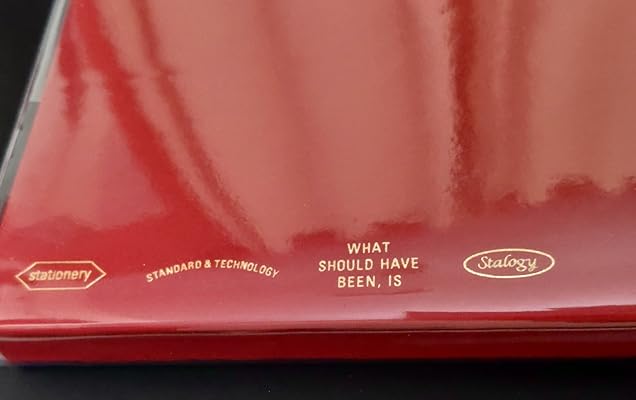 stationery
STANDARD & TECHNOLOGY
WHAT
SHOULD HAVE
BEEN, IS
Stalogy